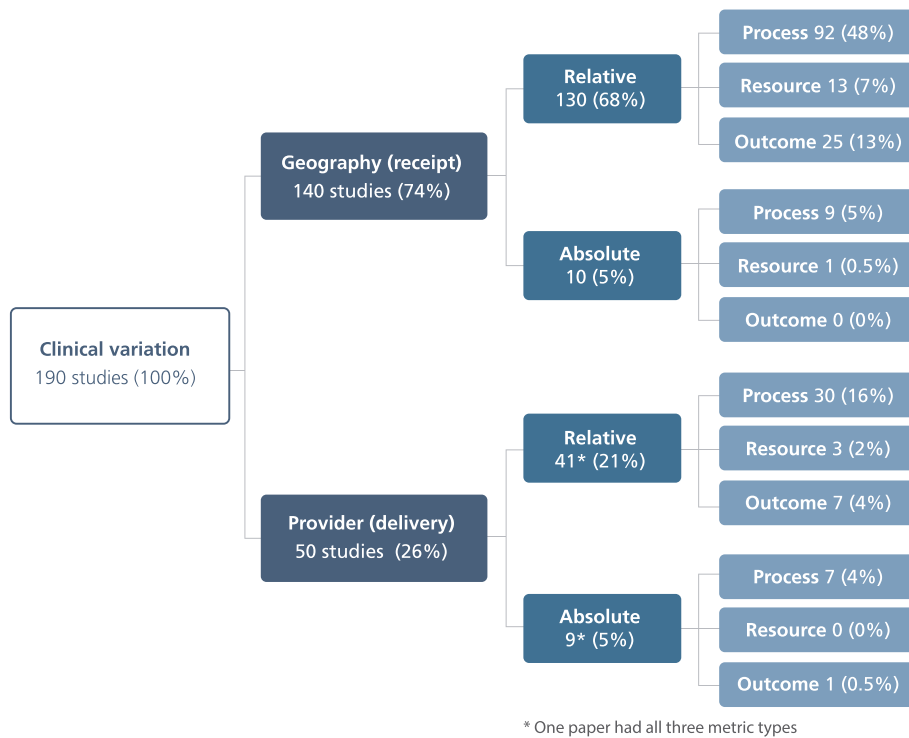 Clinical variation
190 studies (100%)
Geography (receipt)
140 studies (74%)
Relative
130 (68%)
Process 92 (48%)
Resource 13 (7%)
Outcome 25 (13%)
Absolute
10 (5%)
Process 9 (5%)
Resource 1 (0.5%)
Outcome 0 (0%)
Provider (delivery)
50 studies (26%)
Relative
41* (21%)
Process 30 (16%)
Resource 3 (2%)
Outcome 7 (4%)
Absolute
9* (5%)
Process 7 (4%)
Resource 0 (0%)
Outcome 1 (0.5%)
* One paper had all three metric types